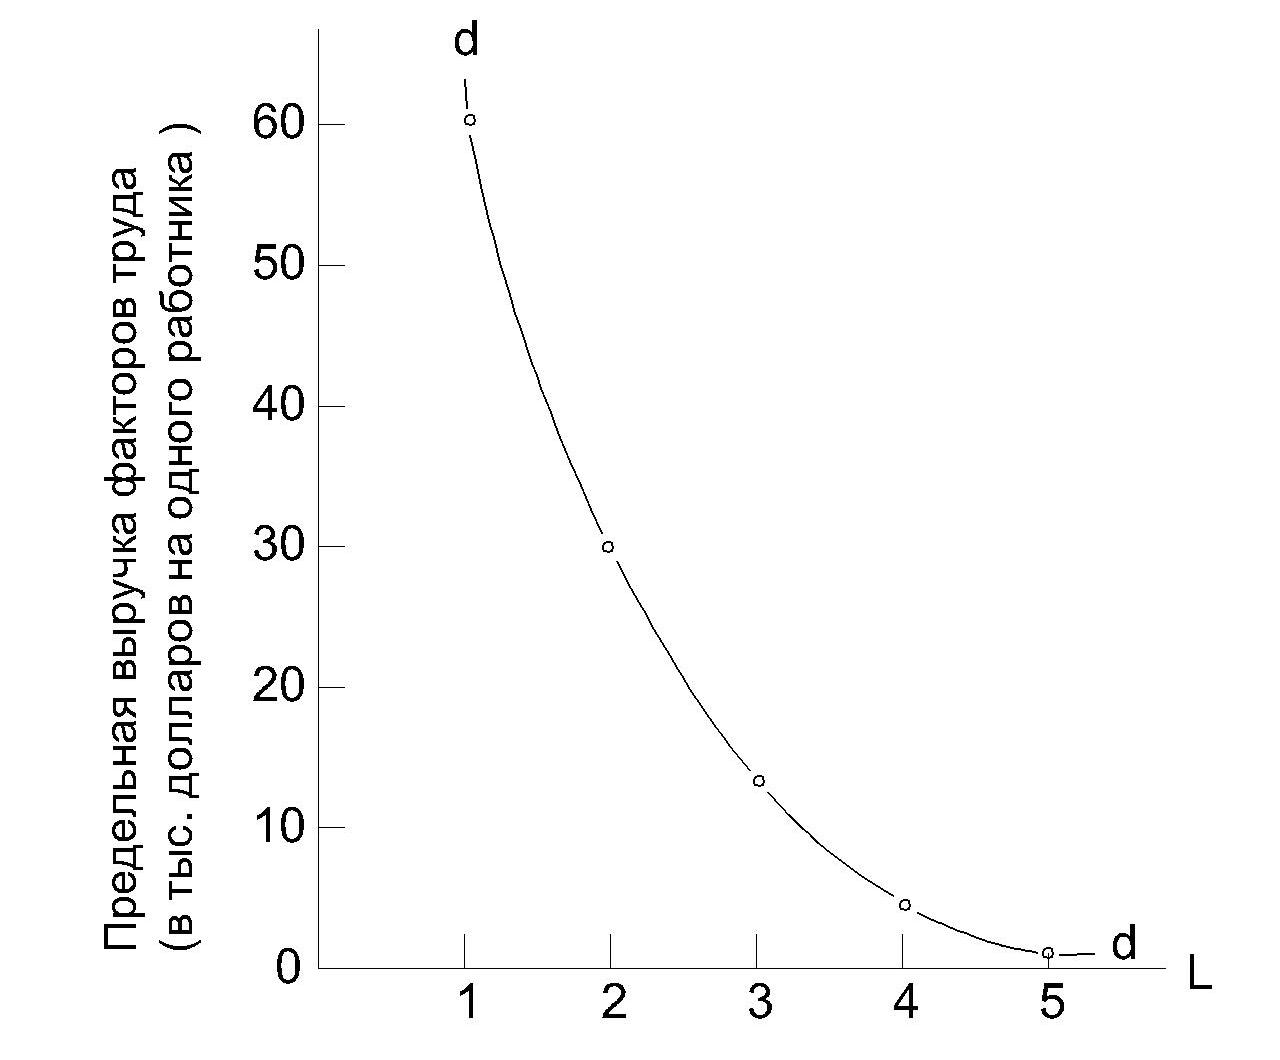 Предельная выручка факторов труда
(в тыс. долларов на одного работника )
d
60
50
40
30
20
10
0
d
L
1 2 3 4 5